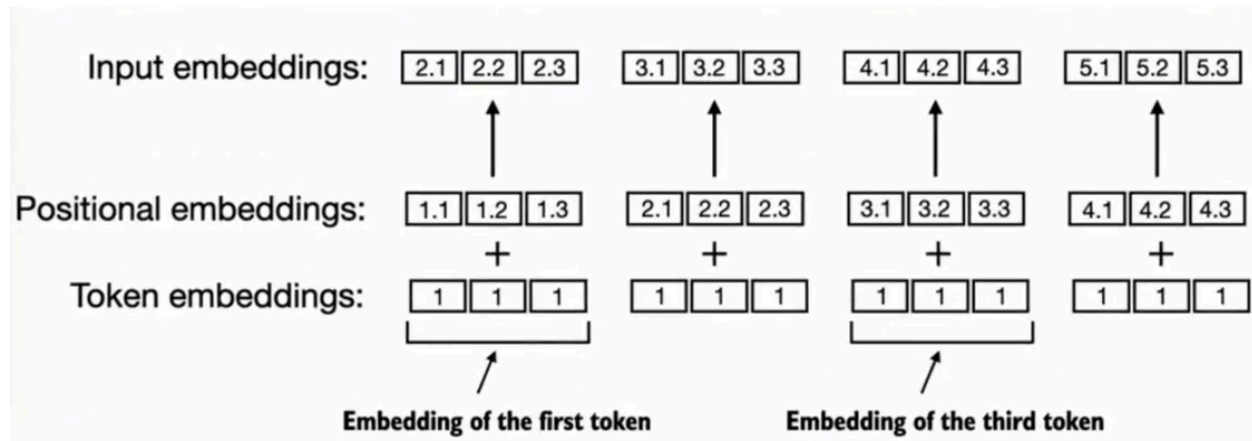 Input embeddings: 2.1 2.2 2.3 3.1 3.2 3.3 4.1 4.2 4.3 5.1 5.2 5.3
Positional embeddings: 1.1 1.2 1.3 2.1 2.2 2.3 3.1 3.2 3.3 4.1 4.2 4.3
+ + + +
Token embeddings: 1 1 1 1 1 1 1 1 1 1 1 1
Embedding of the first token Embedding of the third token